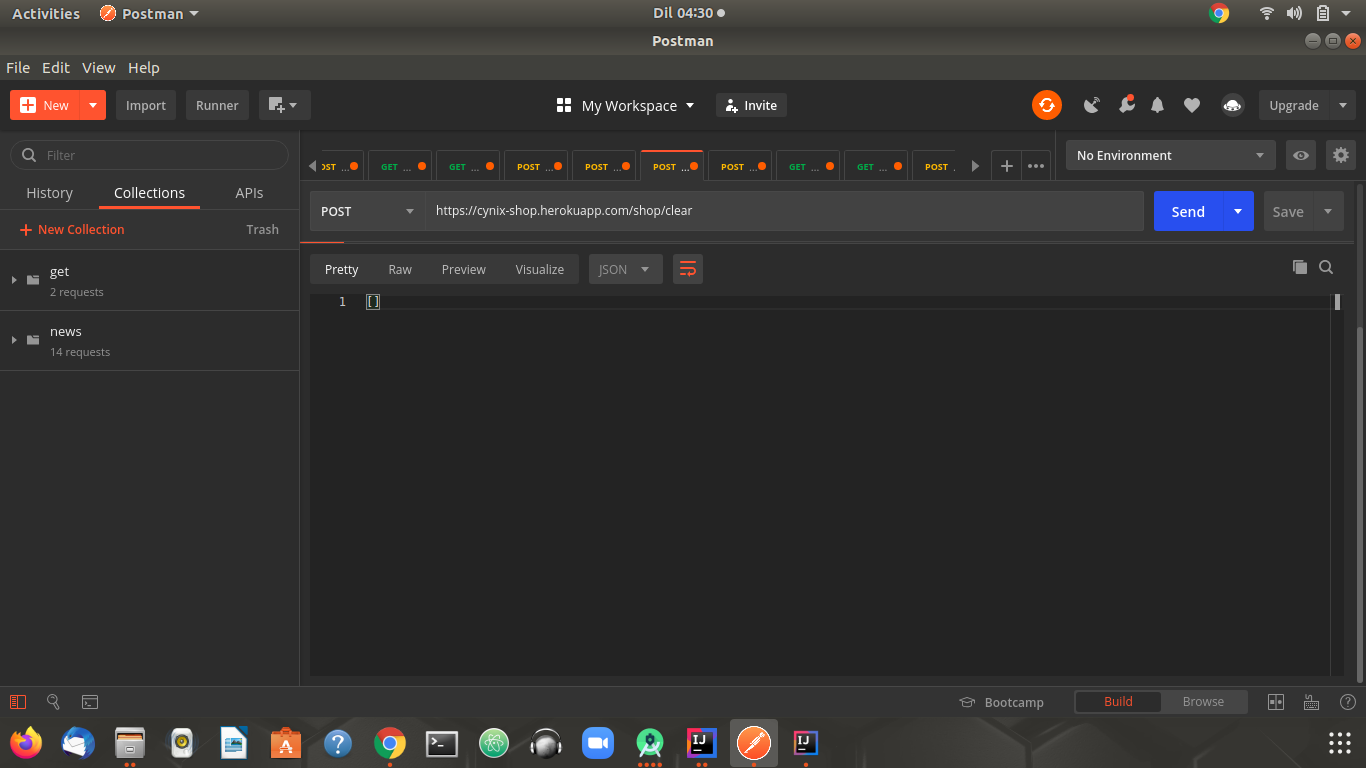 Activities Postman Dil 04:30
Postman
File Edit View Help
New Import Runner My Workspace Invite Upgrade
Filter
OST ... GET ... GET ... POST ... POST ... POST ... POST ... GET ... GET ... POST .
No Environment
History Collections APIs
POST https://cynix-shop.herokuapp.com/shop/clear Send Save
New Collection Trash
Pretty Raw Preview Visualize JSON
get
2 requests
1 []
news
14 requests
Bootcamp Build Browse